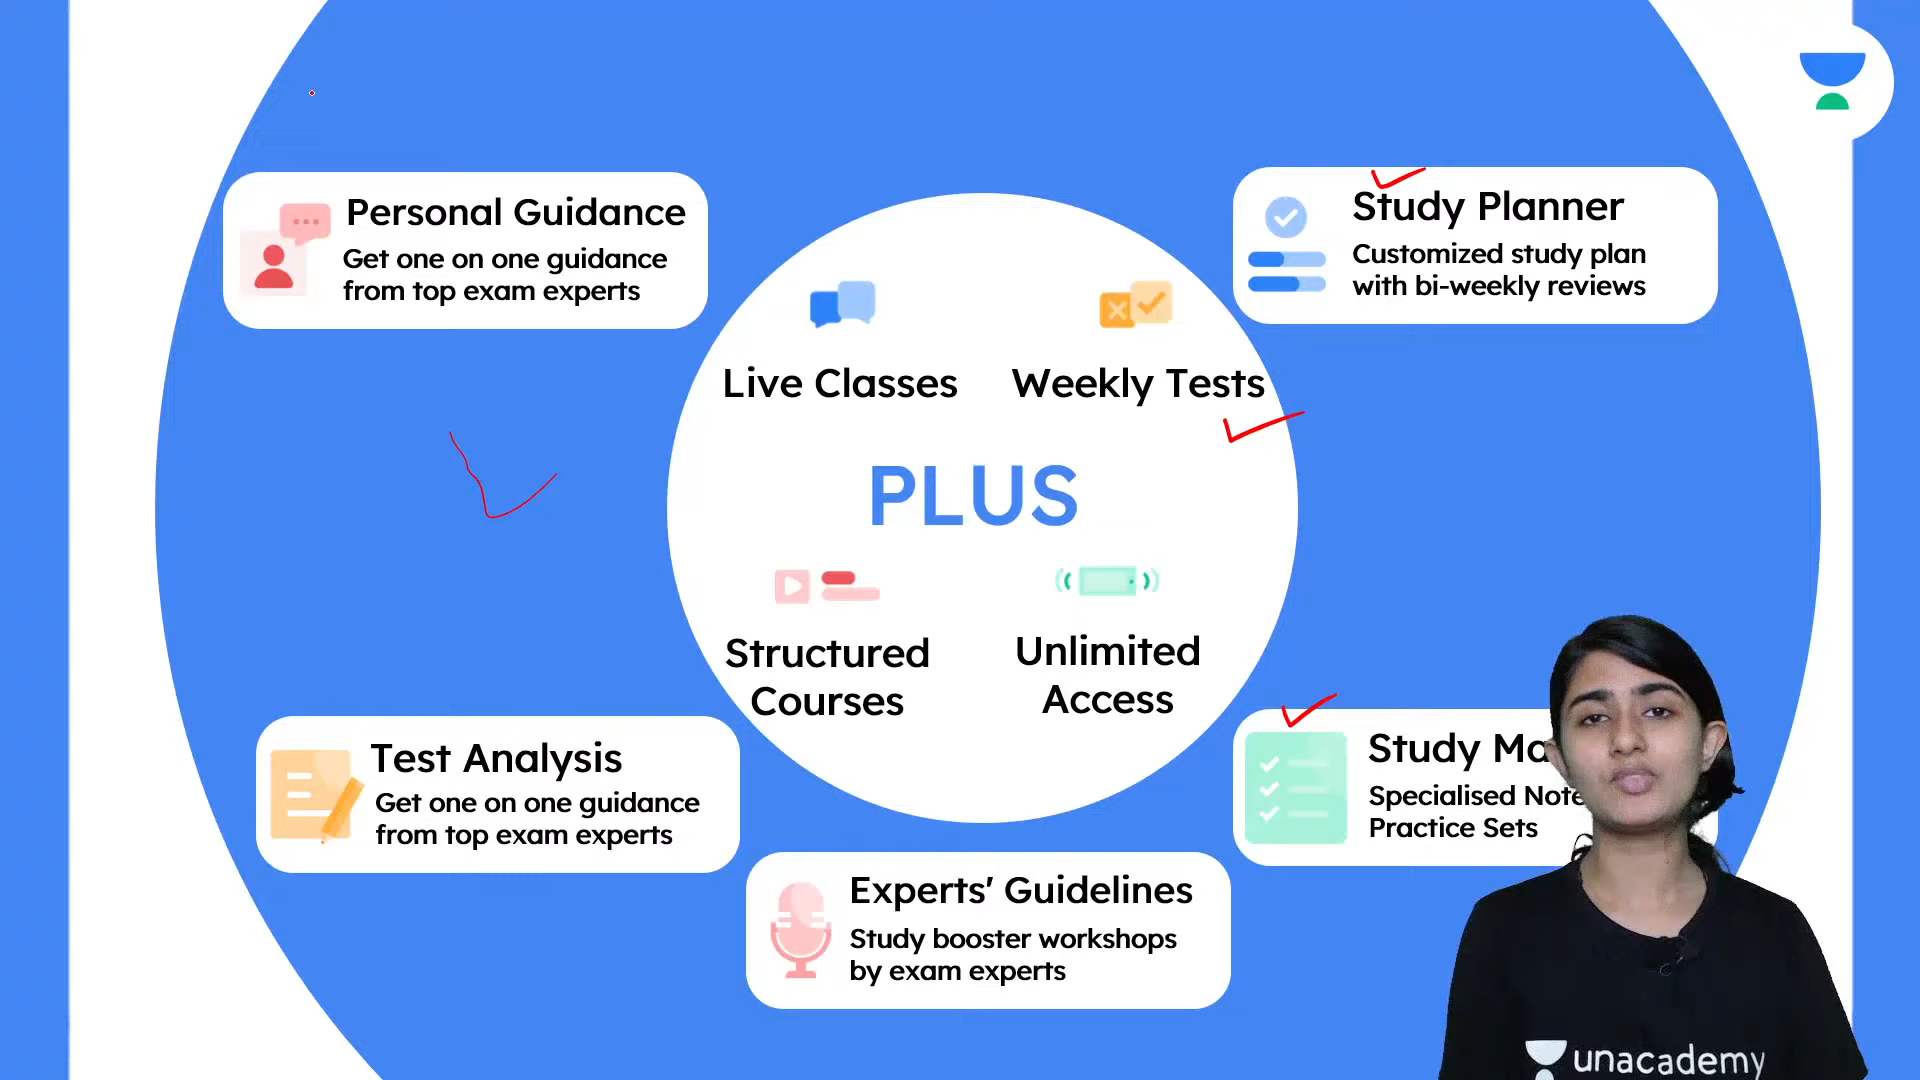 Personal Guidance
Get one on one guidance
from top exam experts
Study Planner
Customized study plan
with bi-weekly reviews
Live Classes
Weekly Tests
PLUS
Structured
Courses
Unlimited
Access
Test Analysis
Get one on one guidance
from top exam experts
Study
Specialised
Practice Sets
Experts' Guidelines
Study booster workshops
by exam experts
unacademy